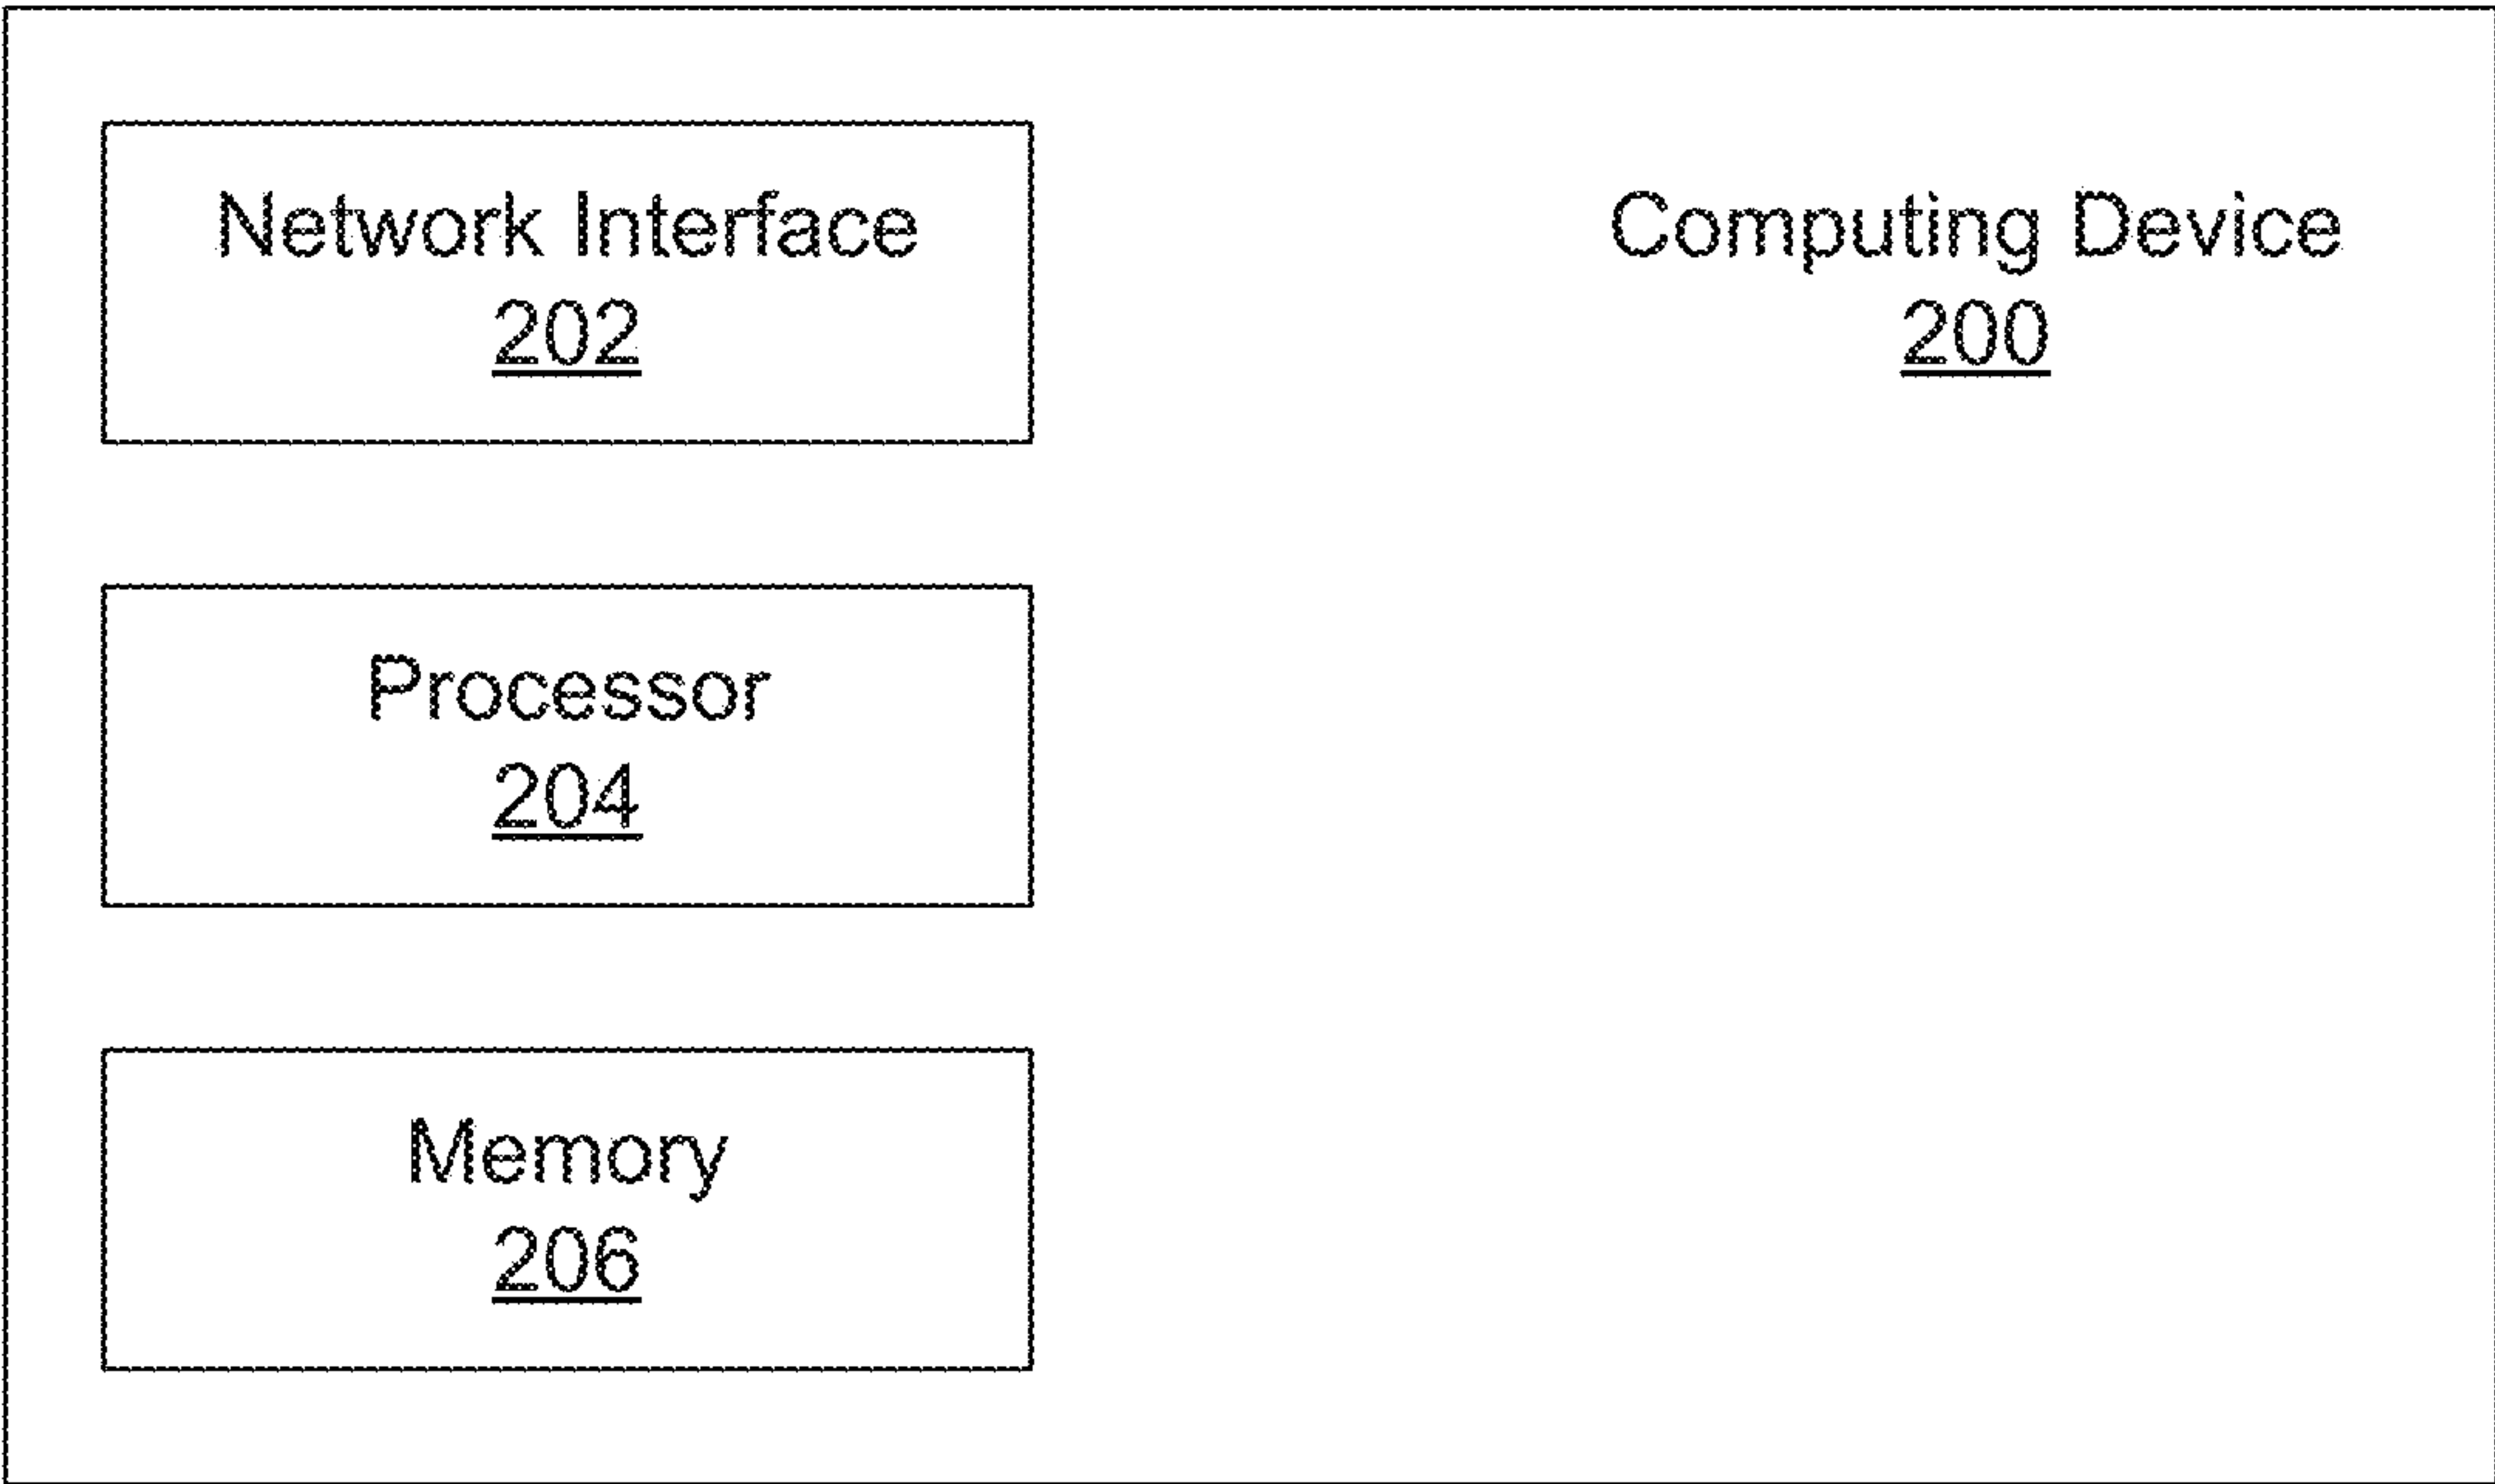 Network Interface
202
Computing Device
200
Processor
204
Memory
206